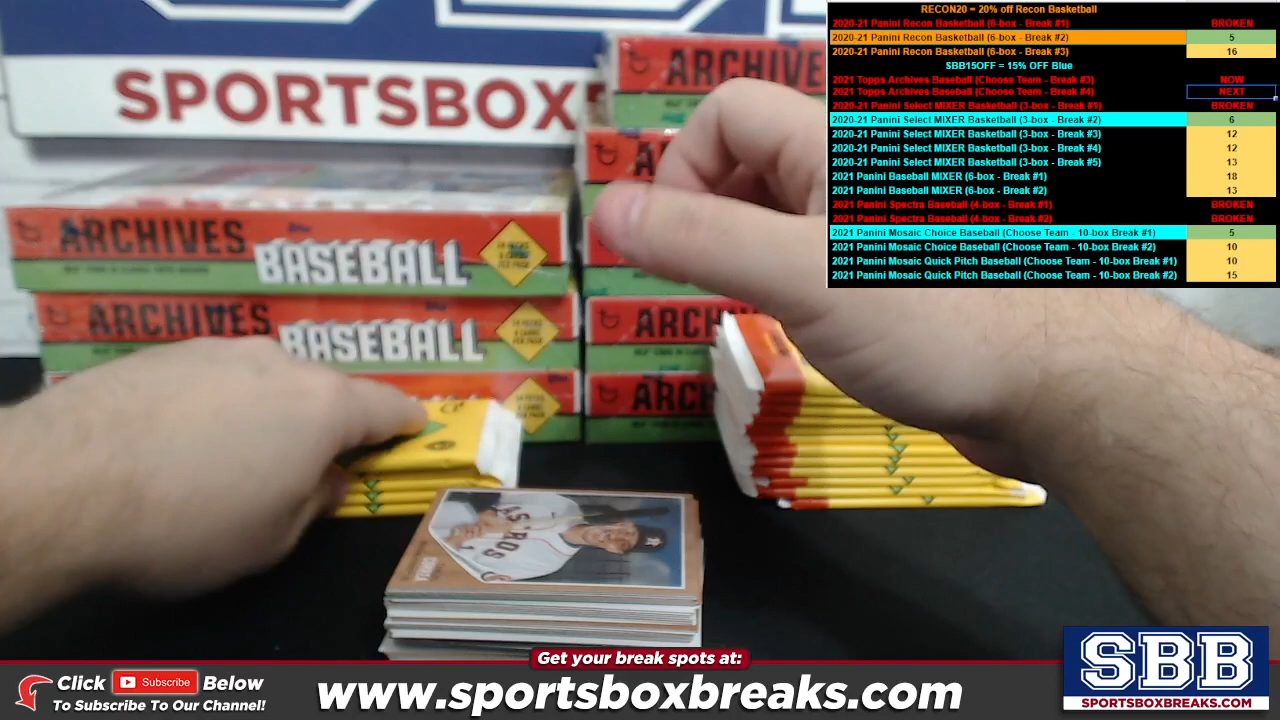 RECON20 = 20% off Recon Basketball
2020-21 Panini Recon Basketball (6-box - Break #1) BROKEN
2020-21 Panini Recon Basketball (6-box - Break #2) 5
2020-21 Panini Recon Basketball (6-box - Break #3) 16
SBB15OFF = 15% OFF Blue
2021 Topps Archives Baseball (Choose Team - Break #3) NOW
2021 Topps Archives Baseball (Choose Team - Break #4) NEXT
2020-21 Panini Select MIXER Basketball (3-box - Break #1) BROKEN
2020-21 Panini Select MIXER Basketball (3-box - Break #2) 6
2020-21 Panini Select MIXER Basketball (3-box - Break #3) 12
2020-21 Panini Select MIXER Basketball (3-box - Break #4) 12
2020-21 Panini Select MIXER Basketball (3-box - Break #5) 13
2021 Panini Baseball MIXER (6-box - Break #1) 18
2021 Panini Baseball MIXER (6-box - Break #2) 13
2021 Panini Spectra Baseball (4-box - Break #1) BROKEN
2021 Panini Spectra Baseball (4-box - Break #2) BROKEN
2021 Panini Mosaic Choice Baseball (Choose Team - 10-box Break #1) 5
2021 Panini Mosaic Choice Baseball (Choose Team - 10-box Break #2) 10
2021 Panini Mosaic Quick Pitch Baseball (Choose Team - 10-box Break #1) 10
2021 Panini Mosaic Quick Pitch Baseball (Choose Team - 10-box Break #2) 15
SPORTSBOX
ARCHIVE
ARCHIVES
BASEBALL
ARCHIVES
BASEBALL
ARCH
ARCH
ASTROS
Get your break spots at:
Click Subscribe Below
To Subscribe To Our Channel!
www.sportsboxbreaks.com
SBB
SPORTSBOXBREAKS.COM